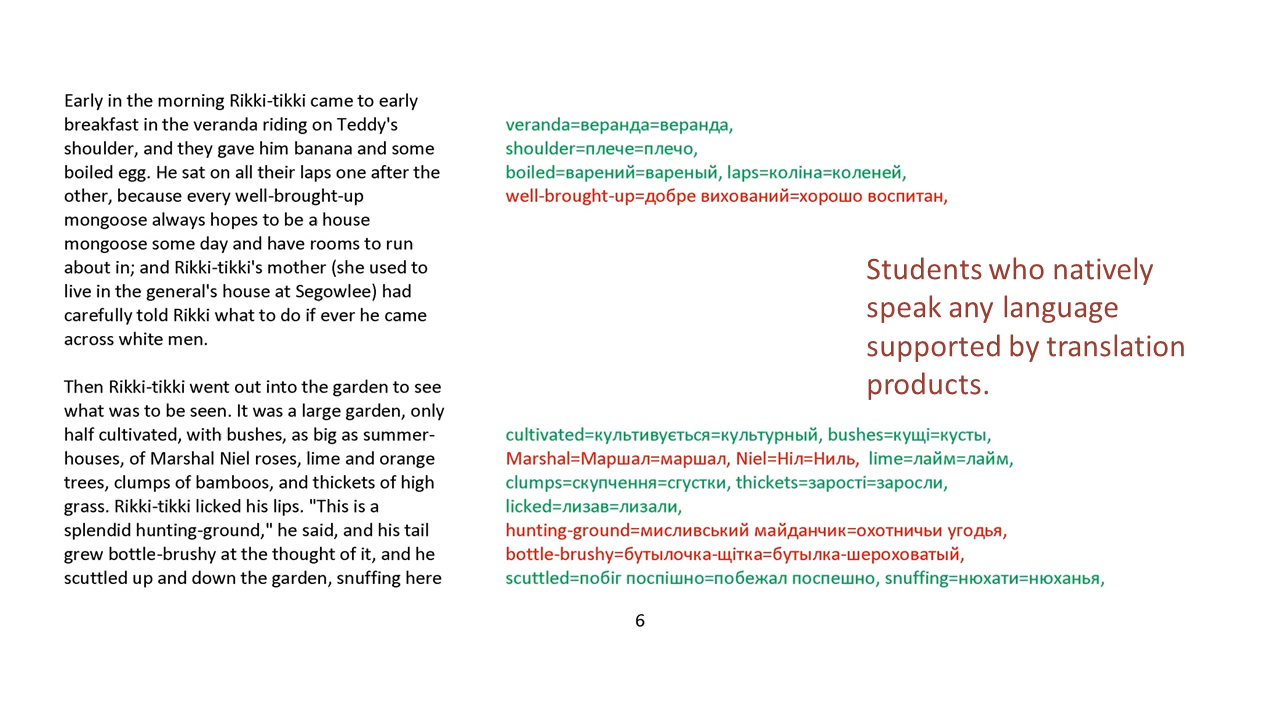 Early in the morning Rikki-tikki came to early
breakfast in the veranda riding on Teddy's
shoulder, and they gave him banana and some
boiled egg. He sat on all their laps one after the
other, because every well-brought-up
mongoose always hopes to be a house
mongoose some day and have rooms to run
about in; and Rikki-tikki's mother (she used to
live in the general's house at Segowlee) had
carefully told Rikki what to do if ever he came
across white men.
Then Rikki-tikki went out into the garden to see
what was to be seen. It was a large garden, only
half cultivated, with bushes, as big as summer-
houses, of Marshal Niel roses, lime and orange
trees, clumps of bamboos, and thickets of high
grass. Rikki-tikki licked his lips. "This is a
splendid hunting-ground," he said, and his tail
grew bottle-brushy at the thought of it, and he
scuttled up and down the garden, snuffing here
veranda=веранда=веранда,
shoulder=плече=плечо,
boiled=варений=вареный, laps=коліна=коленей,
well-brought-up=добре вихований=хорошо воспитан,
Students who natively
speak any language
supported by translation
products.
cultivated=культивується=культурный, bushes=кущі=кусты,
Marshal=Маршал=маршал, Niel=Ніл=Ниль, lime=лайм=лайм,
clumps=скупчення=сгустки, thickets=зарості=заросли,
licked=лизав=лизали,
hunting-ground=мисливський майданчик=охотничьи угодья,
bottle-brushy=бутылочка-щітка=бутылка-шероховатый,
scuttled=побіг поспішно=побежал поспешно, snuffing=нюхати=нюханья,
6